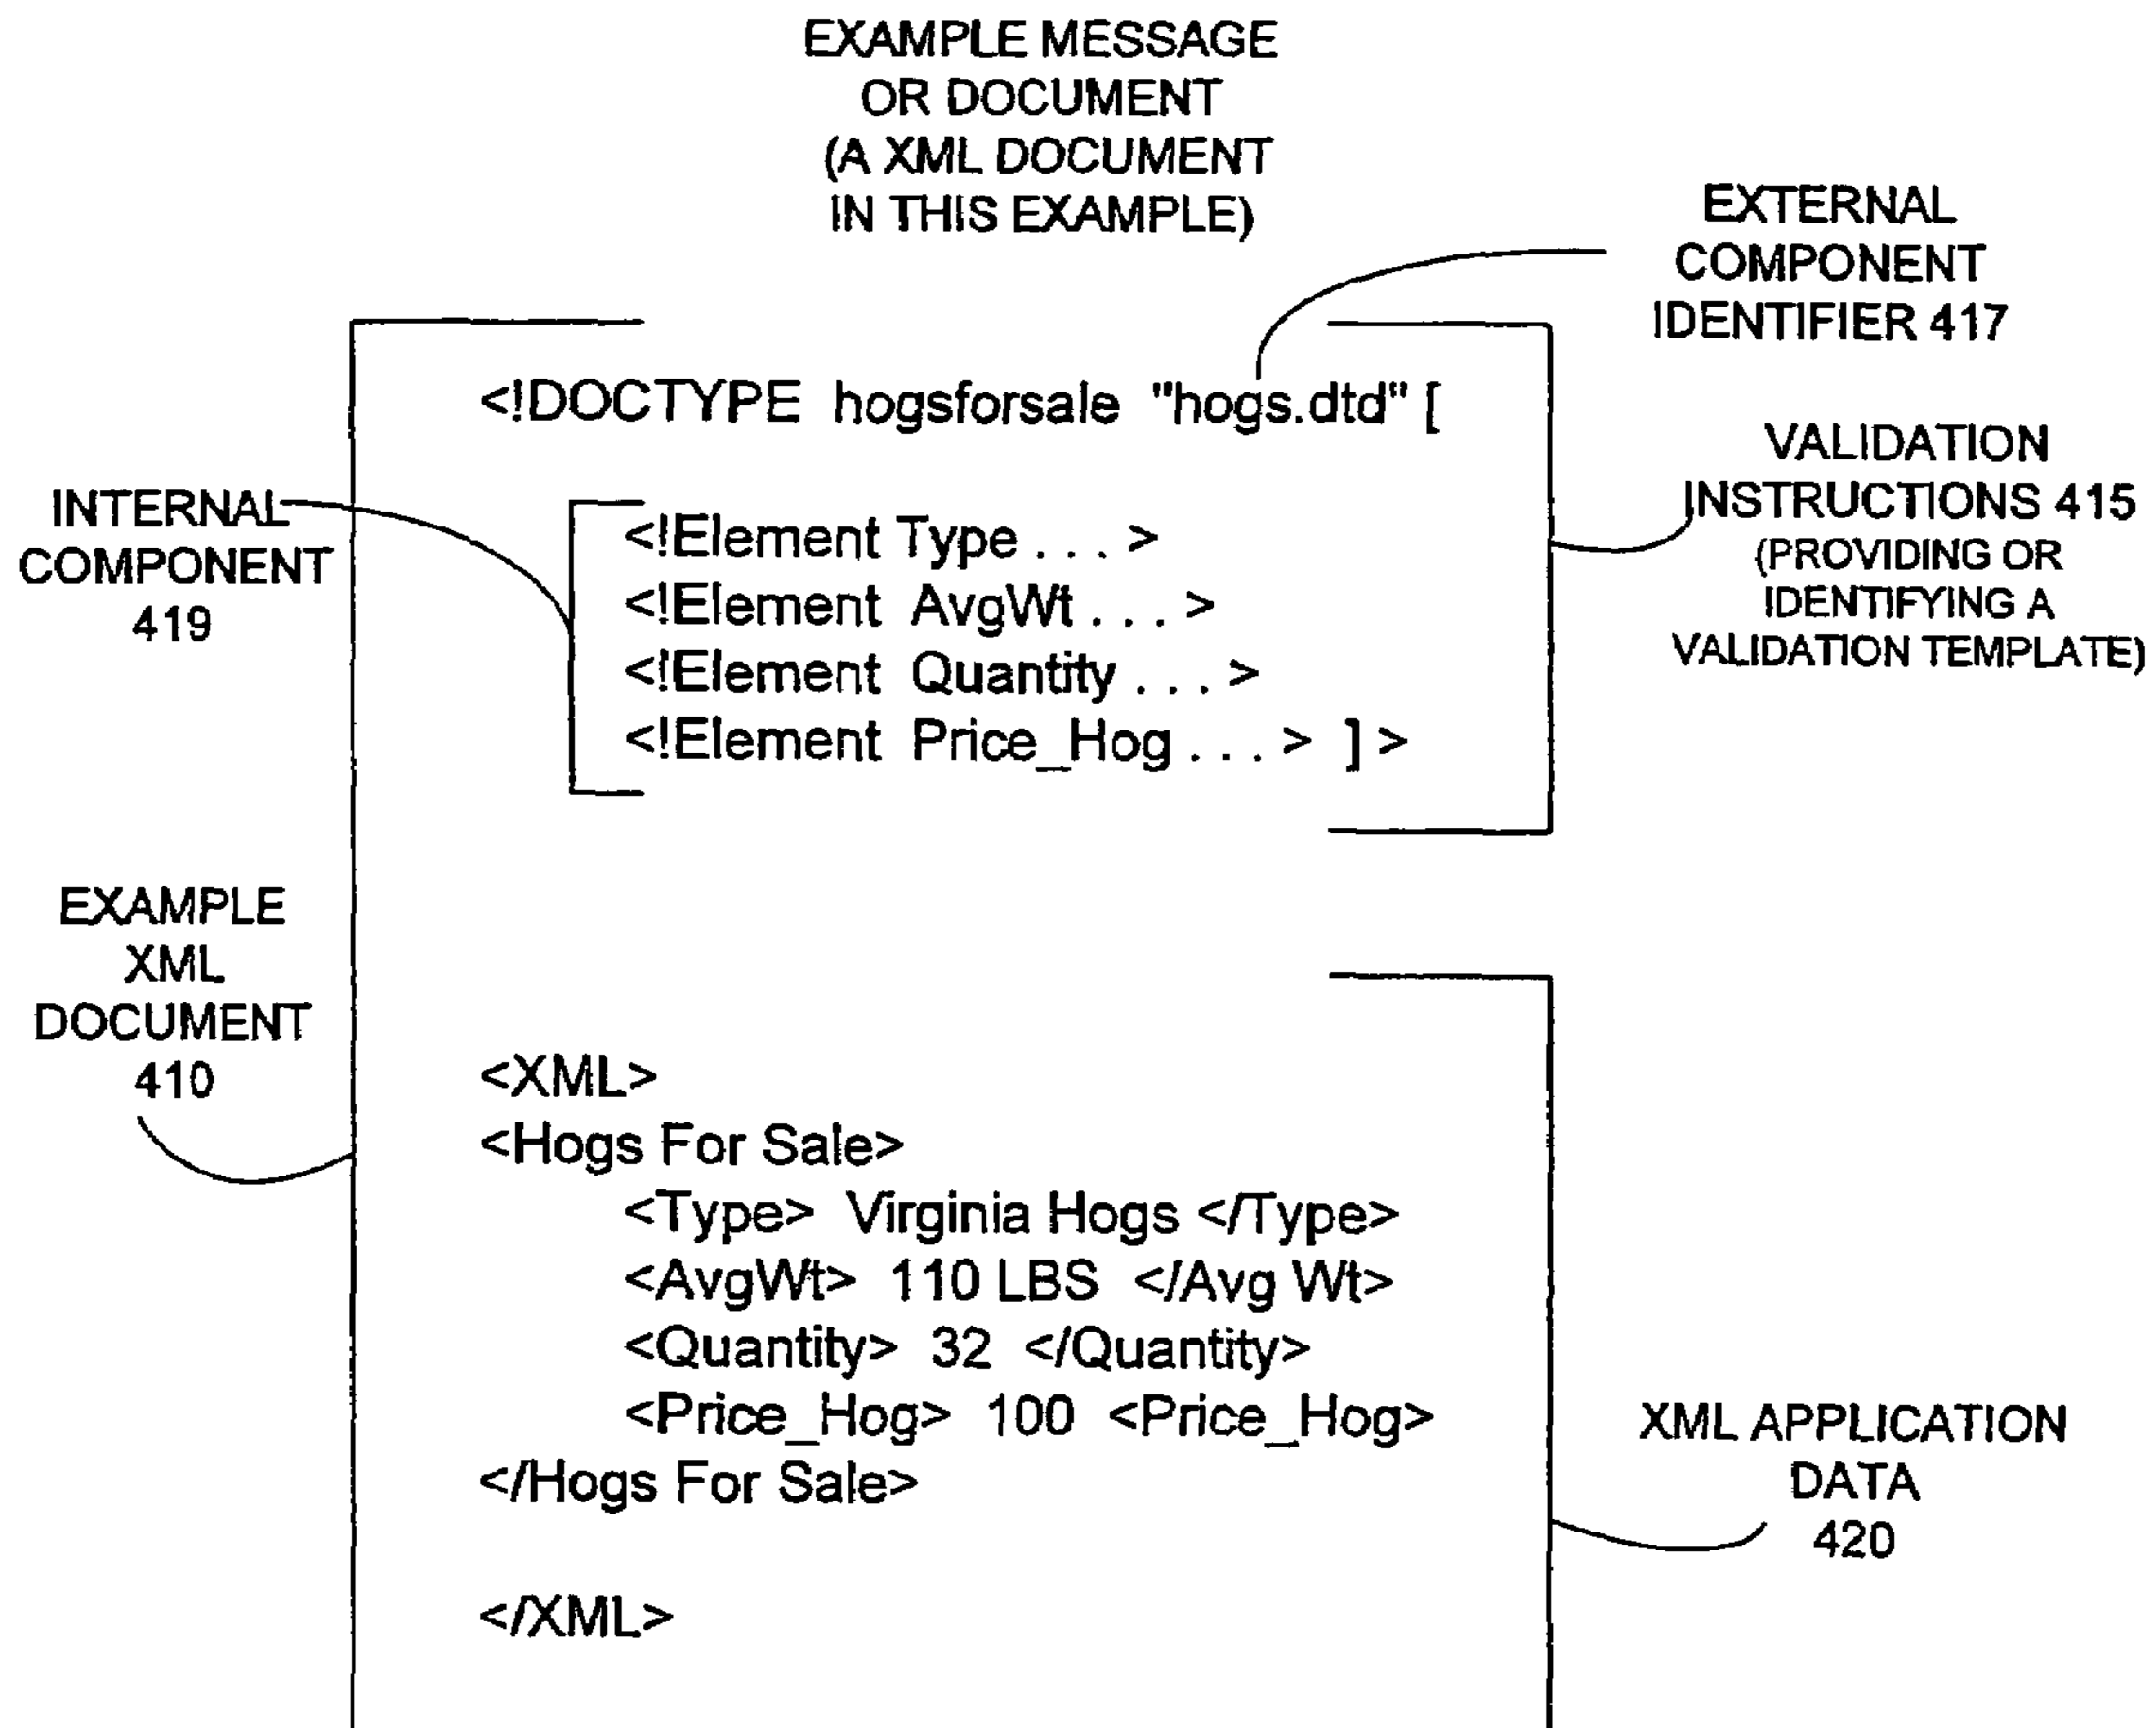 EXAMPLE MESSAGE
OR DOCUMENT
(A XML DOCUMENT
IN THIS EXAMPLE)
EXTERNAL
COMPONENT
IDENTIFIER 417
<!DOCTYPE hogsforsale "hogs.dtd" [
VALIDATION
INSTRUCTIONS 415
(PROVIDING OR
IDENTIFYING A
VALIDATION TEMPLATE)
INTERNAL
COMPONENT
419
<!Element Type . . . >
<!Element AvgWt . . . >
<!Element Quantity . . . >
<!Element Price_Hog . . . > ] >
EXAMPLE
XML
DOCUMENT
410
<XML>
<Hogs For Sale>
<Type> Virginia Hogs </Type>
<AvgWt> 110 LBS </Avg Wt>
<Quantity> 32 </Quantity>
<Price_Hog> 100 <Price_Hog>
</Hogs For Sale>
</XML>
XML APPLICATION
DATA
420